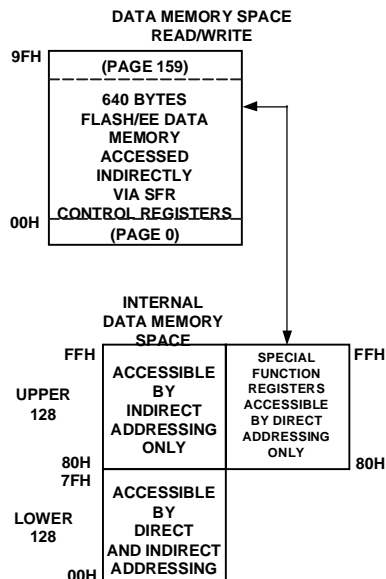 DATA MEMORY SPACE
READ/WRITE
9FH
(PAGE 159)
640 BYTES
FLASH/EE DATA
MEMORY
ACCESSED
INDIRECTLY
VIA SFR
CONTROL REGISTERS
00H
(PAGE 0)
INTERNAL
DATA MEMORY
SPACE
FFH
ACCESSIBLE
BY
INDIRECT
ADDRESSING
ONLY
SPECIAL
FUNCTION
REGISTERS
ACCESSIBLE
BY DIRECT
ADDRESSING
ONLY
FFH
UPPER
128
80H
80H
7FH
ACCESSIBLE
BY
DIRECT
AND INDIRECT
ADDRESSING
LOWER
128
00H